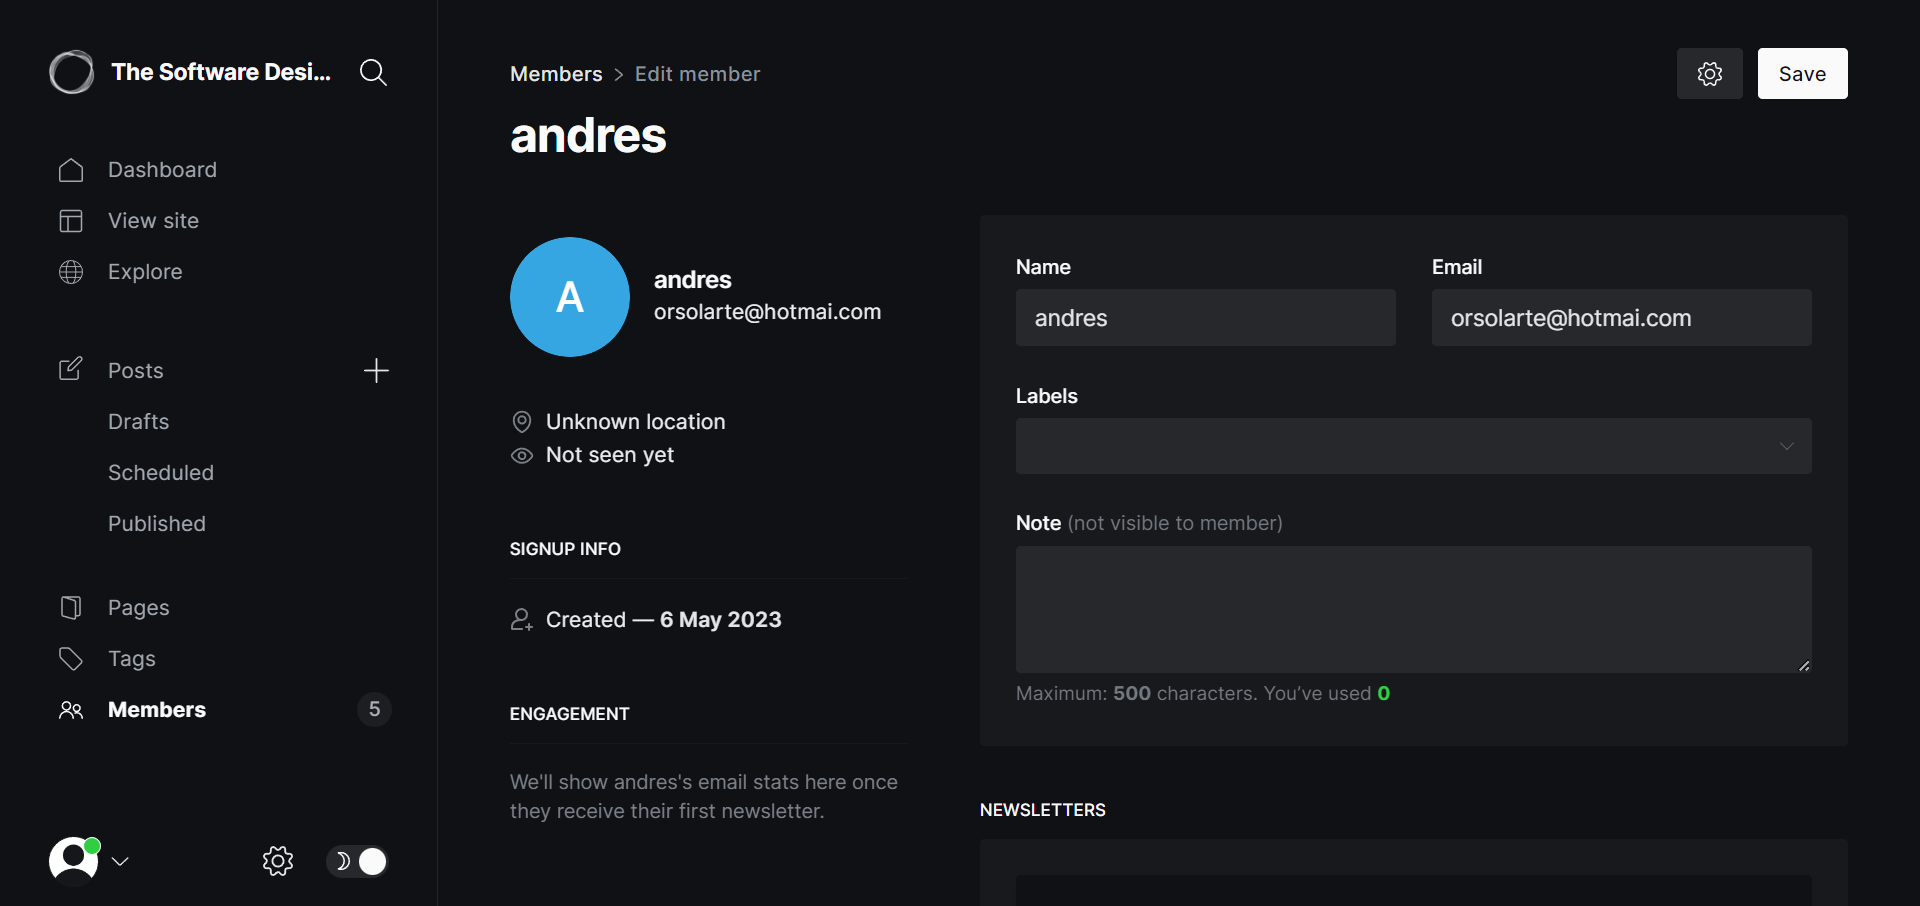 The Software Desi...
Dashboard
View site
Explore
Posts
Drafts
Scheduled
Published
Pages
Tags
Members 5
Members > Edit member
Save
andres
A
andres
orsolarte@hotmai.com
Unknown location
Not seen yet
SIGNUP INFO
Created — 6 May 2023
ENGAGEMENT
We'll show andres's email stats here once
they receive their first newsletter.
Name
andres
Email
orsolarte@hotmai.com
Labels
Note (not visible to member)
Maximum: 500 characters. You’ve used 0
NEWSLETTERS